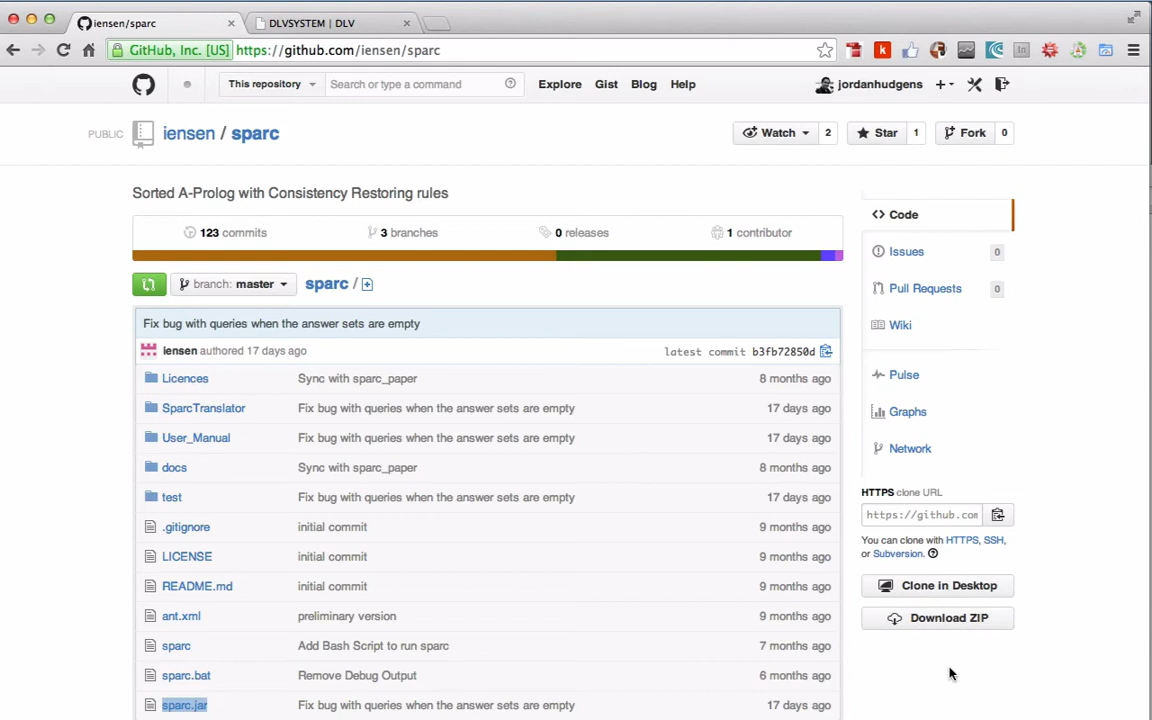 iensen/sparc
DLVSYSTEM | DLV
GitHub, Inc. [US] https://github.com/iensen/sparc
This repository Search or type a command Explore Gist Blog Help jordanhudgens
PUBLIC iensen / sparc Watch 2 Star 1 Fork 0
Sorted A-Prolog with Consistency Restoring rules
123 commits 3 branches 0 releases 1 contributor
branch: master sparc /
Fix bug with queries when the answer sets are empty
iensen authored 17 days ago latest commit b3fb72850d
Licences Sync with sparc_paper 8 months ago
SparcTranslator Fix bug with queries when the answer sets are empty 17 days ago
User_Manual Fix bug with queries when the answer sets are empty 17 days ago
docs Sync with sparc_paper 8 months ago
test Fix bug with queries when the answer sets are empty 17 days ago
.gitignore initial commit 9 months ago
LICENSE initial commit 9 months ago
README.md initial commit 9 months ago
ant.xml preliminary version 9 months ago
sparc Add Bash Script to run sparc 7 months ago
sparc.bat Remove Debug Output 6 months ago
sparc.jar Fix bug with queries when the answer sets are empty 17 days ago
Code
Issues 0
Pull Requests 0
Wiki
Pulse
Graphs
Network
HTTPS clone URL
https://github.com
You can clone with HTTPS, SSH,
or Subversion.
Clone in Desktop
Download ZIP